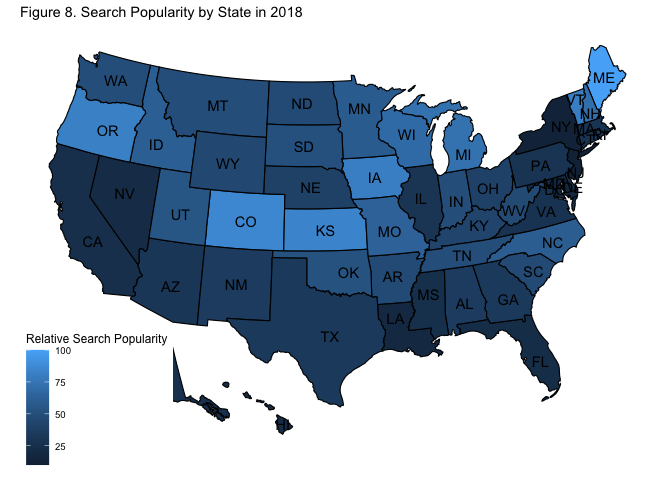 Figure 8. Search Popularity by State in 2018
WA
MT
ND
MN
ME
VT
NH
OR
ID
WI
NY
MA
CT
RI
SD
MI
WY
PA
NE
IA
NJ
NV
IL
IN
OH
MD
DE
DC
UT
CO
KS
MO
WV
VA
KY
CA
NC
OK
TN
AZ
NM
AR
SC
MS
AL
GA
LA
TX
FL
HI
Relative Search Popularity
100
75
50
25